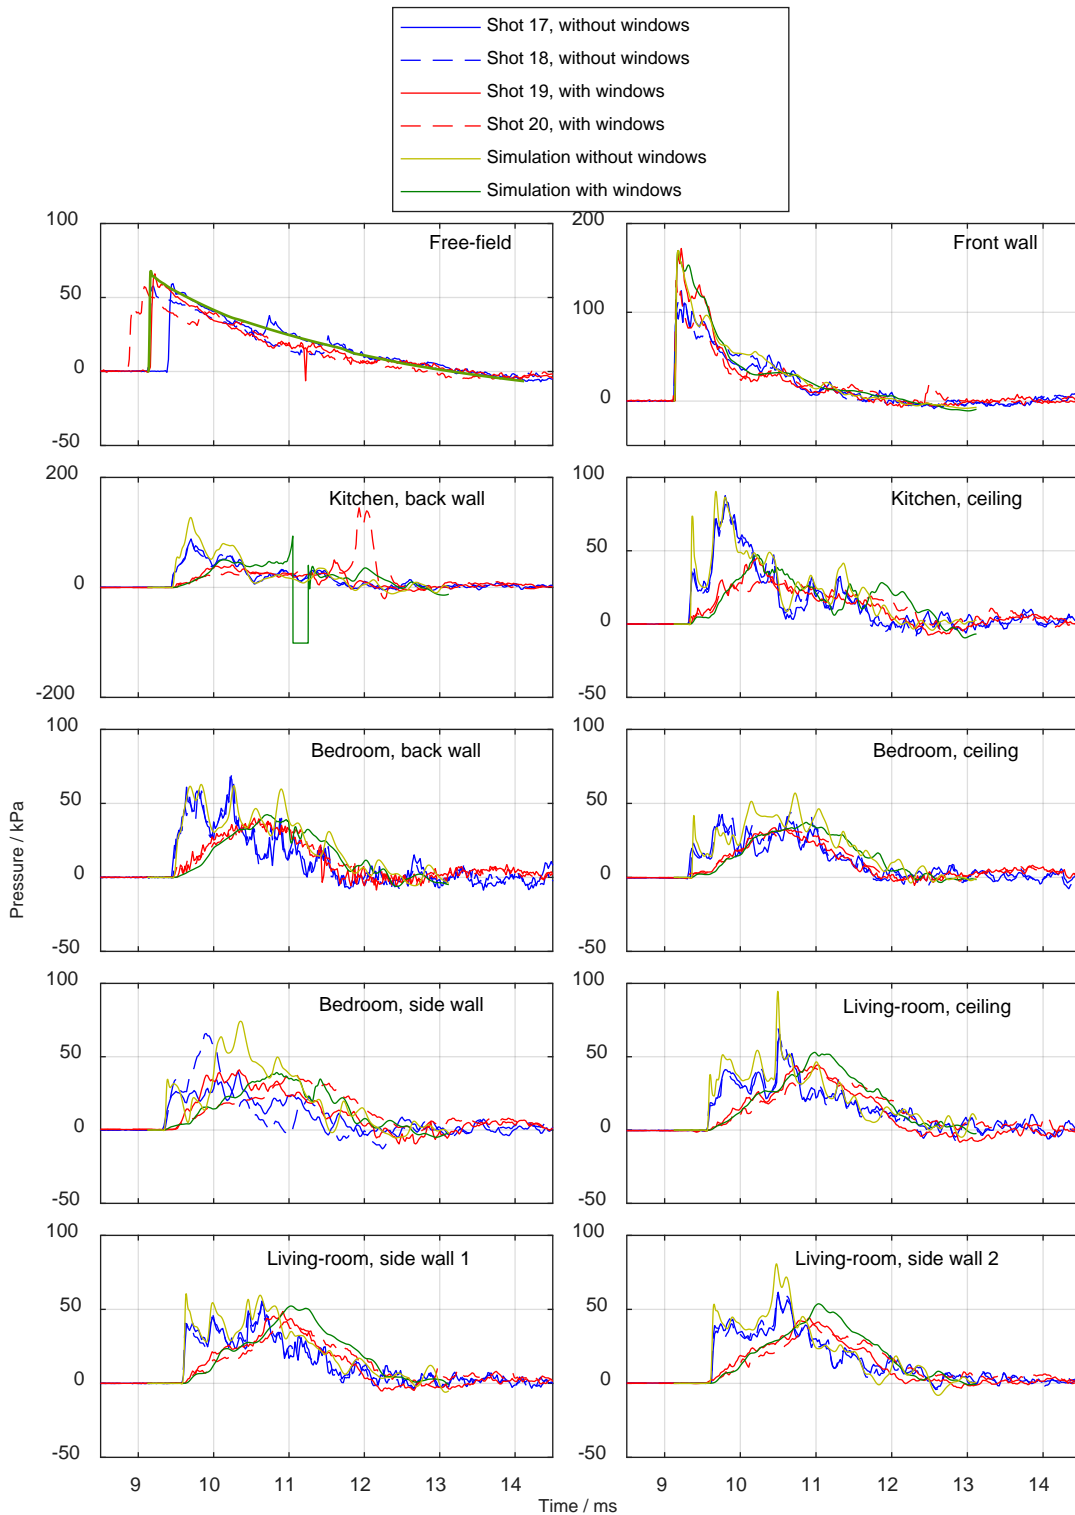 Shot 17, without windows
Shot 18, without windows
Shot 19, with windows
Shot 20, with windows
Simulation without windows
Simulation with windows
100
50
0
-50
Free-field
200
100
0
Front wall
200
0
-200
Kitchen, back wall
100
50
0
-50
Kitchen, ceiling
100
50
0
-50
Bedroom, back wall
100
50
0
-50
Bedroom, ceiling
Pressure / kPa
100
50
0
-50
Bedroom, side wall
100
50
0
-50
Living-room, ceiling
100
50
0
-50
Living-room, side wall 1
9 10 11 12 13 14
100
50
0
-50
Living-room, side wall 2
9 10 11 12 13 14
Time / ms